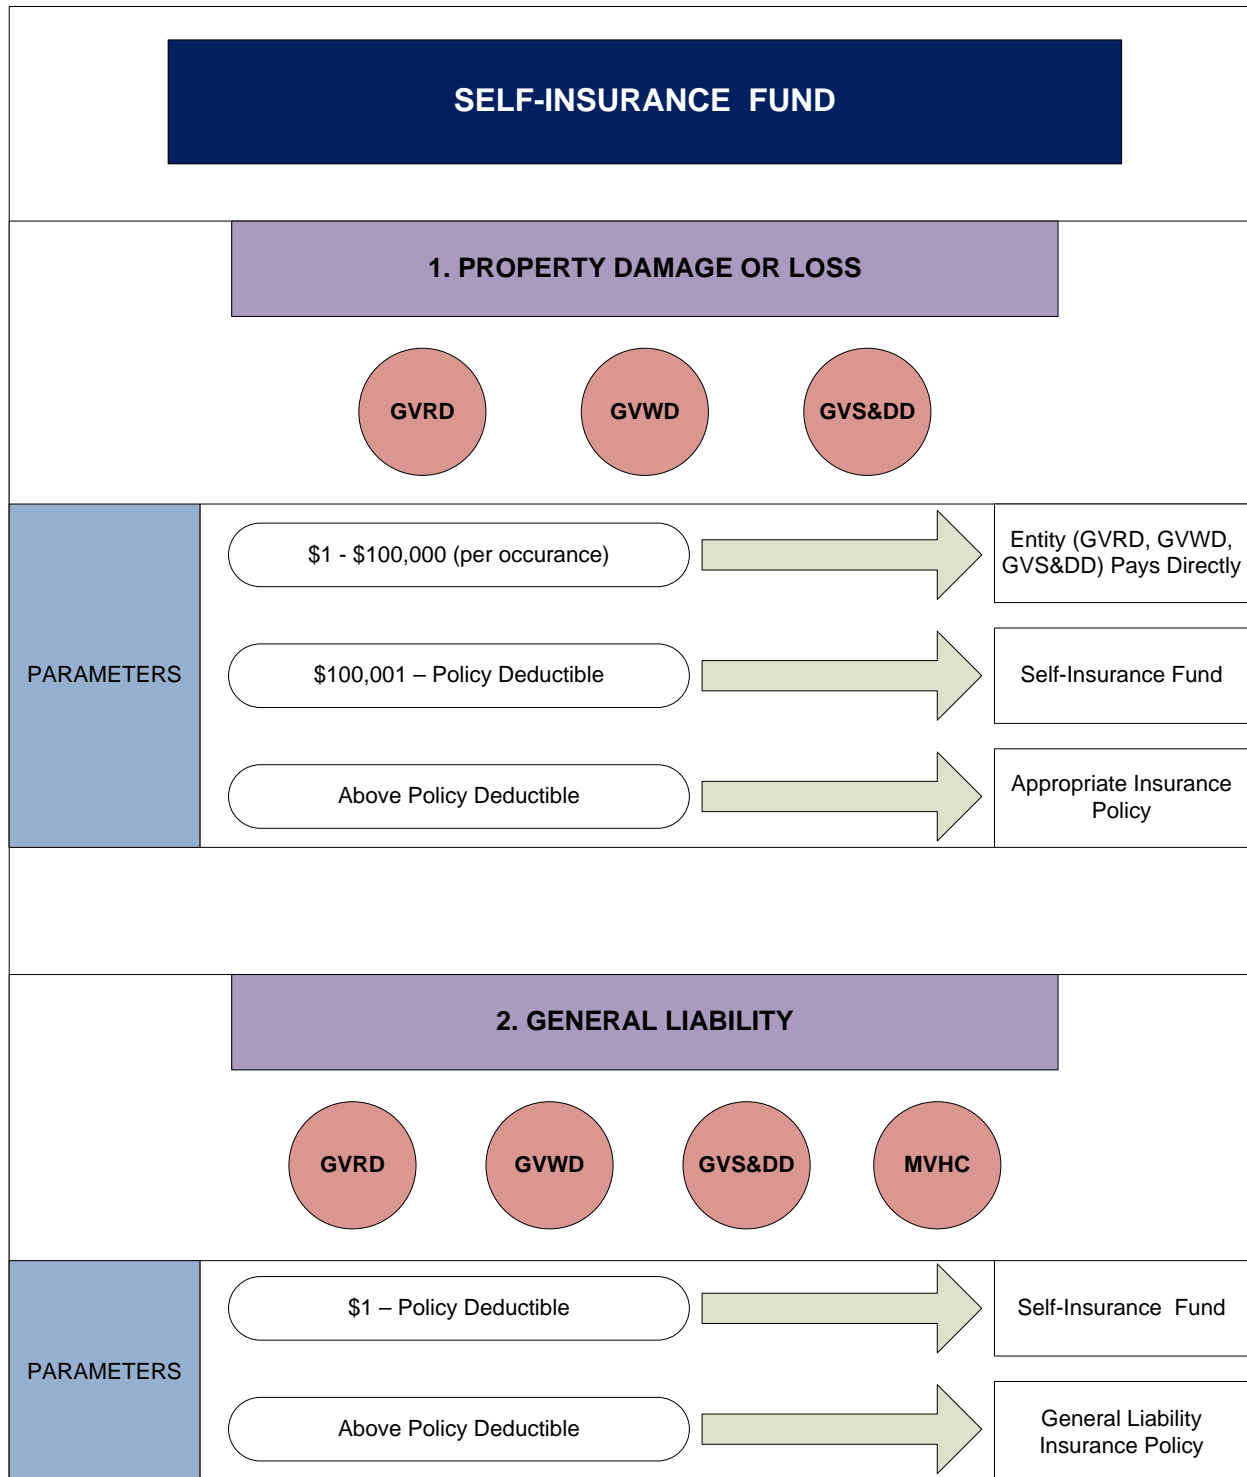 SELF-INSURANCE FUND
1. PROPERTY DAMAGE OR LOSS
GVRD
GVWD
GVS&DD
PARAMETERS
$1 - $100,000 (per occurance)
Entity (GVRD, GVWD,
GVS&DD) Pays Directly
$100,001 – Policy Deductible
Self-Insurance Fund
Above Policy Deductible
Appropriate Insurance
Policy
2. GENERAL LIABILITY
GVRD
GVWD
GVS&DD
MVHC
PARAMETERS
$1 – Policy Deductible
Self-Insurance Fund
Above Policy Deductible
General Liability
Insurance Policy